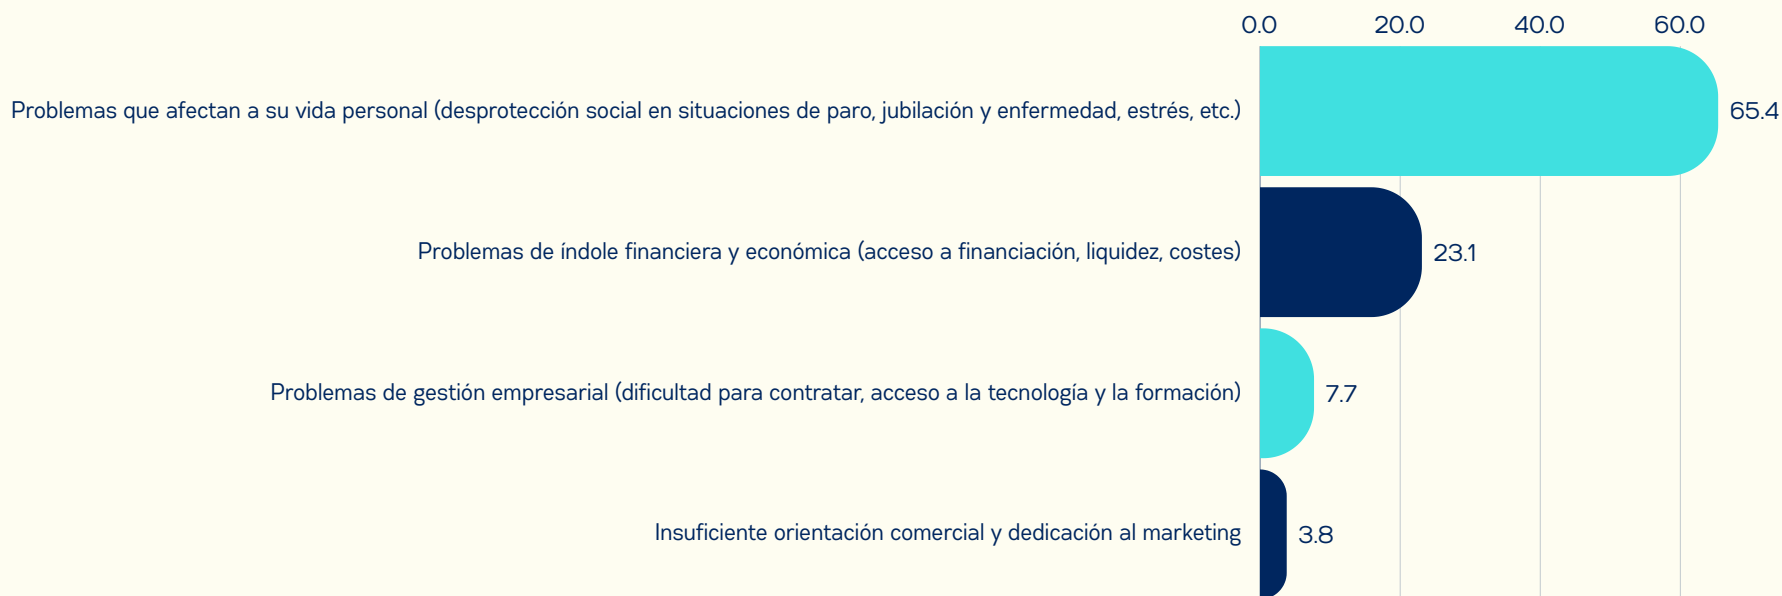 0.0 20.0 40.0 60.0
Problemas que afectan a su vida personal (desprotección social en situaciones de paro, jubilación y enfermedad, estrés, etc.) 65.4
Problemas de índole financiera y económica (acceso a financiación, liquidez, costes) 23.1
Problemas de gestión empresarial (dificultad para contratar, acceso a la tecnología y la formación) 7.7
Insuficiente orientación comercial y dedicación al marketing 3.8